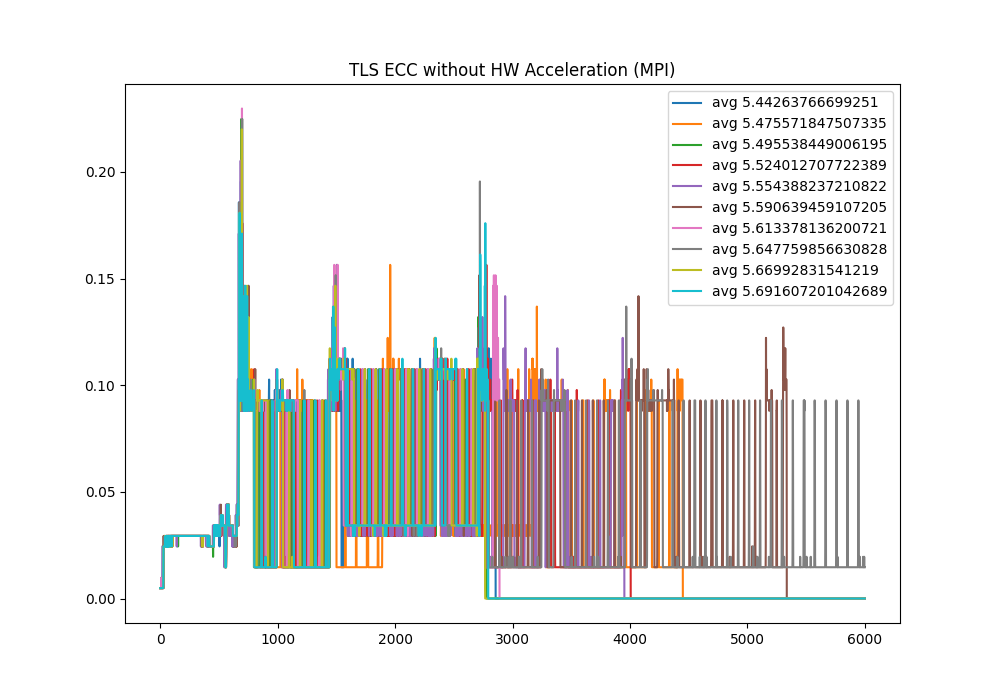 TLS ECC without HW Acceleration (MPI)
avg 5.44263766699251
avg 5.475571847507335
avg 5.495538449006195
avg 5.524012707722389
avg 5.554388237210822
avg 5.590639459107205
avg 5.613378136200721
avg 5.647759856630828
avg 5.66992831541219
avg 5.691607201042689
0.20
0.15
0.10
0.05
0.00
0 1000 2000 3000 4000 5000 6000